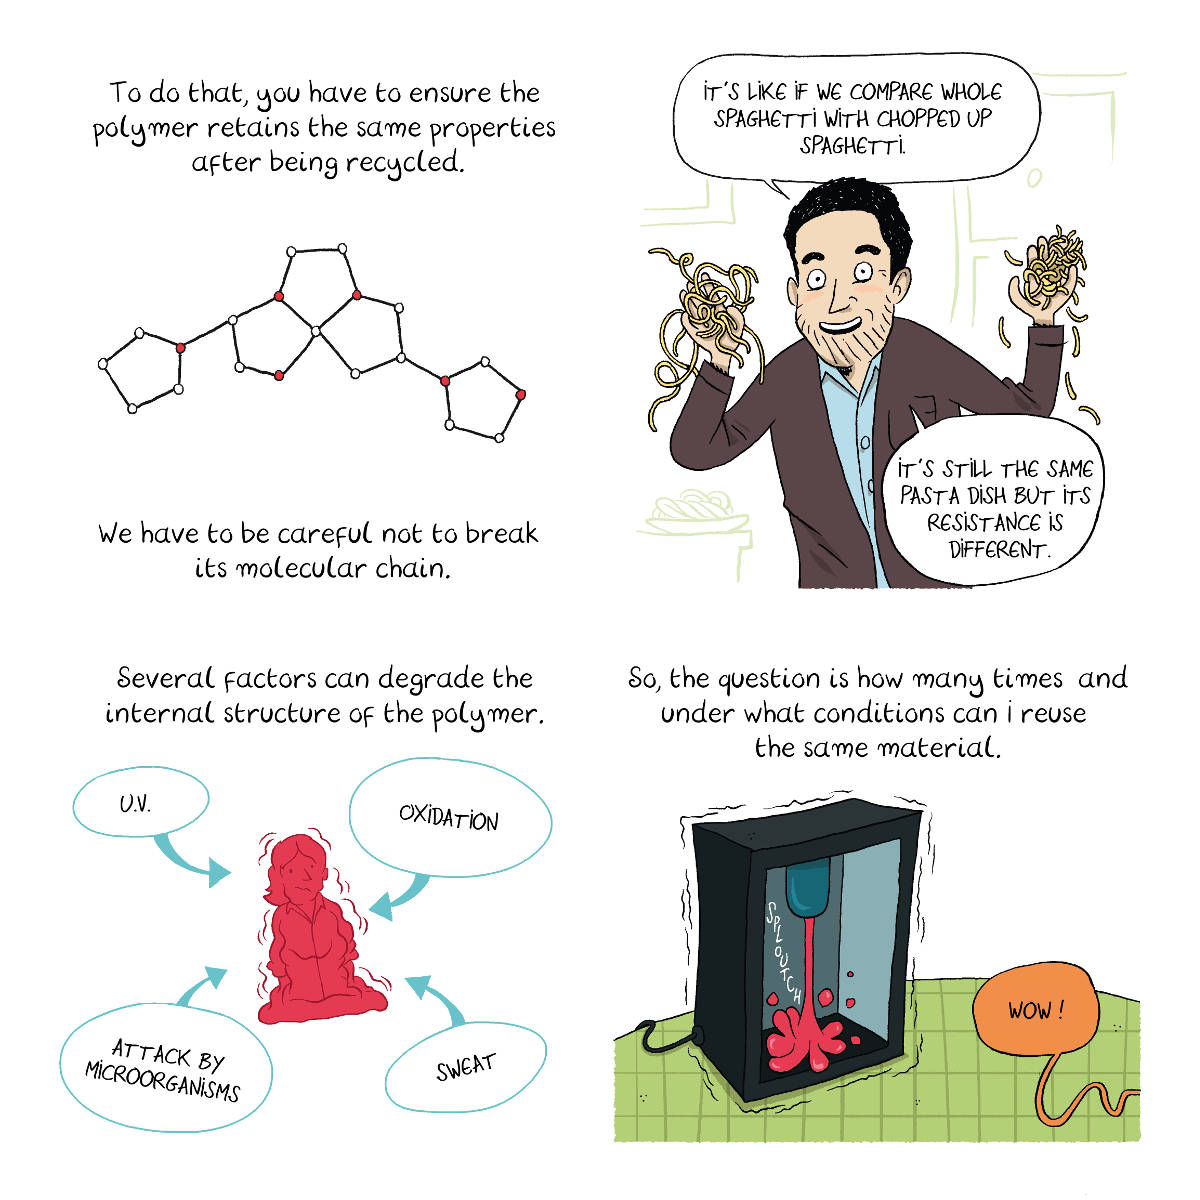 To do that, you have to ensure the
polymer retains the same properties
after being recycled.
We have to be careful not to break
its molecular chain.
IT'S LIKE IF WE COMPARE WHOLE
SPAGHETTI WITH CHOPPED UP
SPAGHETTI.
IT'S STILL THE SAME
PASTA DISH BUT ITS
RESISTANCE IS
DIFFERENT.
Several factors can degrade the
internal structure of the polymer.
U.V.
OXIDATION
ATTACK BY
MICROORGANISMS
SWEAT
So, the question is how many times and
under what conditions can I reuse
the same material.
SPLOUTCH
WOW !